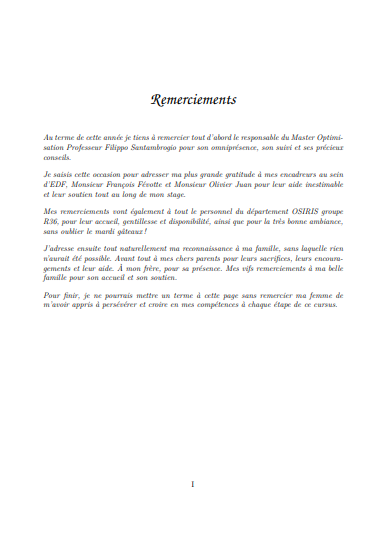 Remerciements
Au terme de cette année je tiens à remercier tout d'abord le responsable du Master Optimi-
sation Professeur Filippo Santambrogio pour son omniprésence, son suivi et ses précieux
conseils.
Je saisis cette occasion pour adresser ma plus grande gratitude à mes encadreurs au sein
d'EDF, Monsieur François Févotte et Monsieur Olivier Juan pour leur aide inestimable
et leur soutien tout au long de mon stage.
Mes remerciements vont également à tout le personnel du département OSIRIS groupe
R36, pour leur accueil, gentillesse et disponibilité, ainsi que pour la très bonne ambiance,
sans oublier le mardi gâteaux !
J'adresse ensuite tout naturellement ma reconnaissance à ma famille, sans laquelle rien
n'aurait été possible. Avant tout à mes chers parents pour leurs sacrifices, leurs encoura-
gements et leur aide. À mon frère, pour sa présence. Mes vifs remerciements à ma belle
famille pour son accueil et son soutien.
Pour finir, je ne pourrais mettre un terme à cette page sans remercier ma femme de
m'avoir appris à persévérer et croire en mes compétences à chaque étape de ce cursus.
I